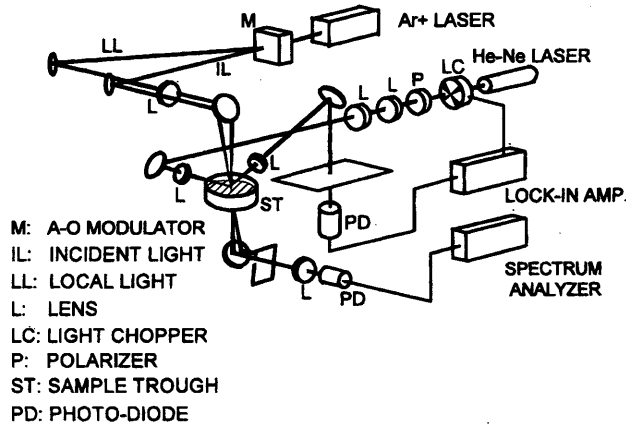 M
Ar+ LASER
LL
IL
He-Ne LASER
LC
P
L
L
L
L
L
ST
PD
LOCK-IN AMP.
M: A-O MODULATOR
IL: INCIDENT LIGHT
LL: LOCAL LIGHT
L: LENS
LC: LIGHT CHOPPER
P: POLARIZER
ST: SAMPLE TROUGH
PD: PHOTO-DIODE
L
PD
SPECTRUM
ANALYZER